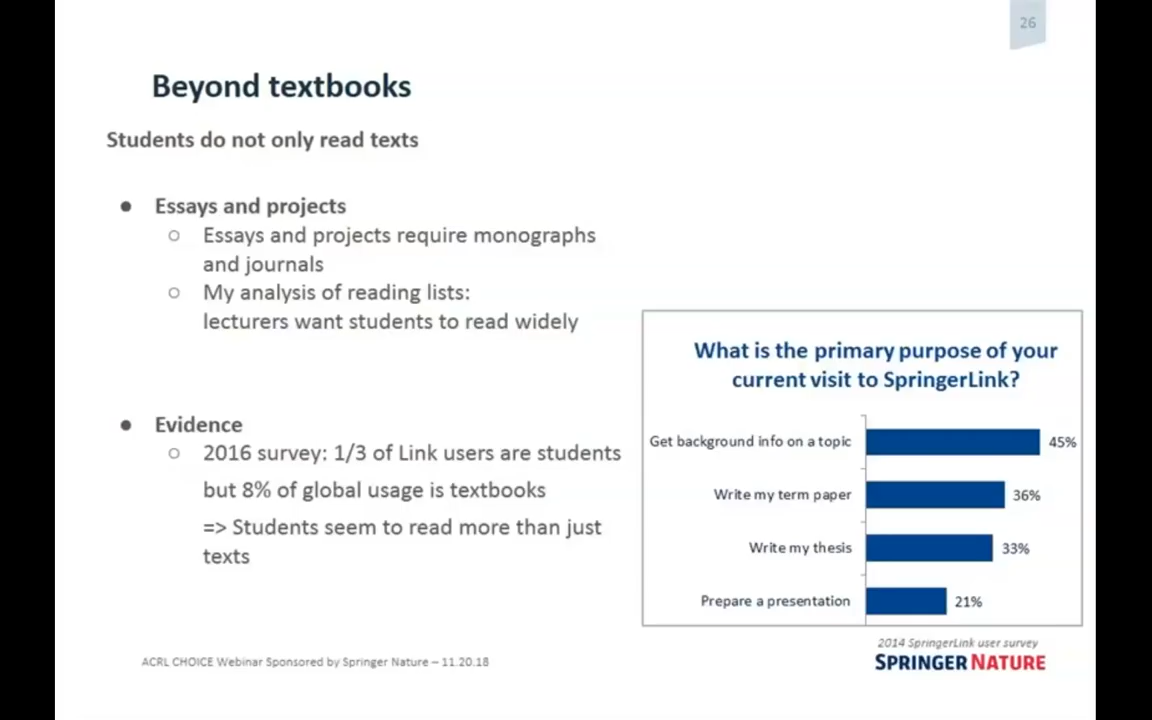 26
Beyond textbooks
Students do not only read texts
● Essays and projects
○ Essays and projects require monographs
and journals
○ My analysis of reading lists:
lecturers want students to read widely
● Evidence
○ 2016 survey: 1/3 of Link users are students
but 8% of global usage is textbooks
=> Students seem to read more than just
texts
What is the primary purpose of your
current visit to SpringerLink?
Get background info on a topic 45%
Write my term paper 36%
Write my thesis 33%
Prepare a presentation 21%
2014 SpringerLink user survey
ACRL CHOICE Webinar Sponsored by Springer Nature – 11.20.18
SPRINGER NATURE